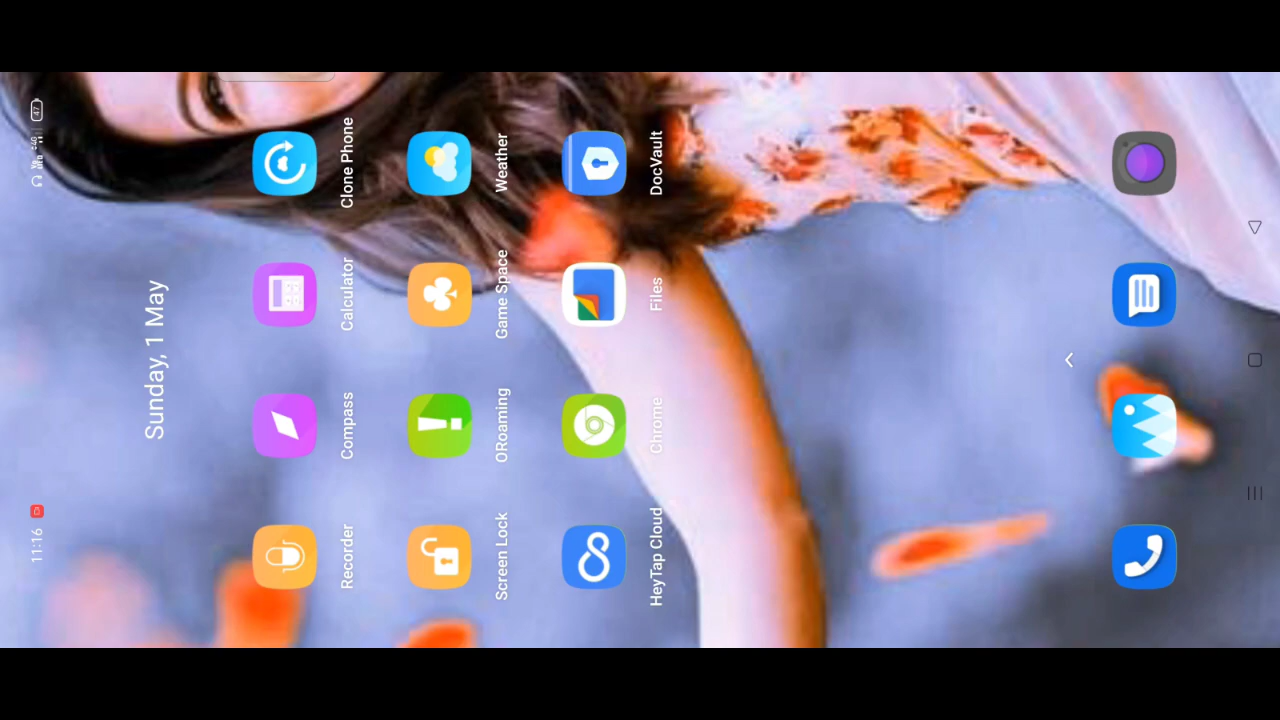 11:16
47
Sunday, 1 May
Recorder
Compass
Calculator
Clone Phone
Screen Lock
ORoaming
Game Space
Weather
HeyTap Cloud
Chrome
Files
DocVault